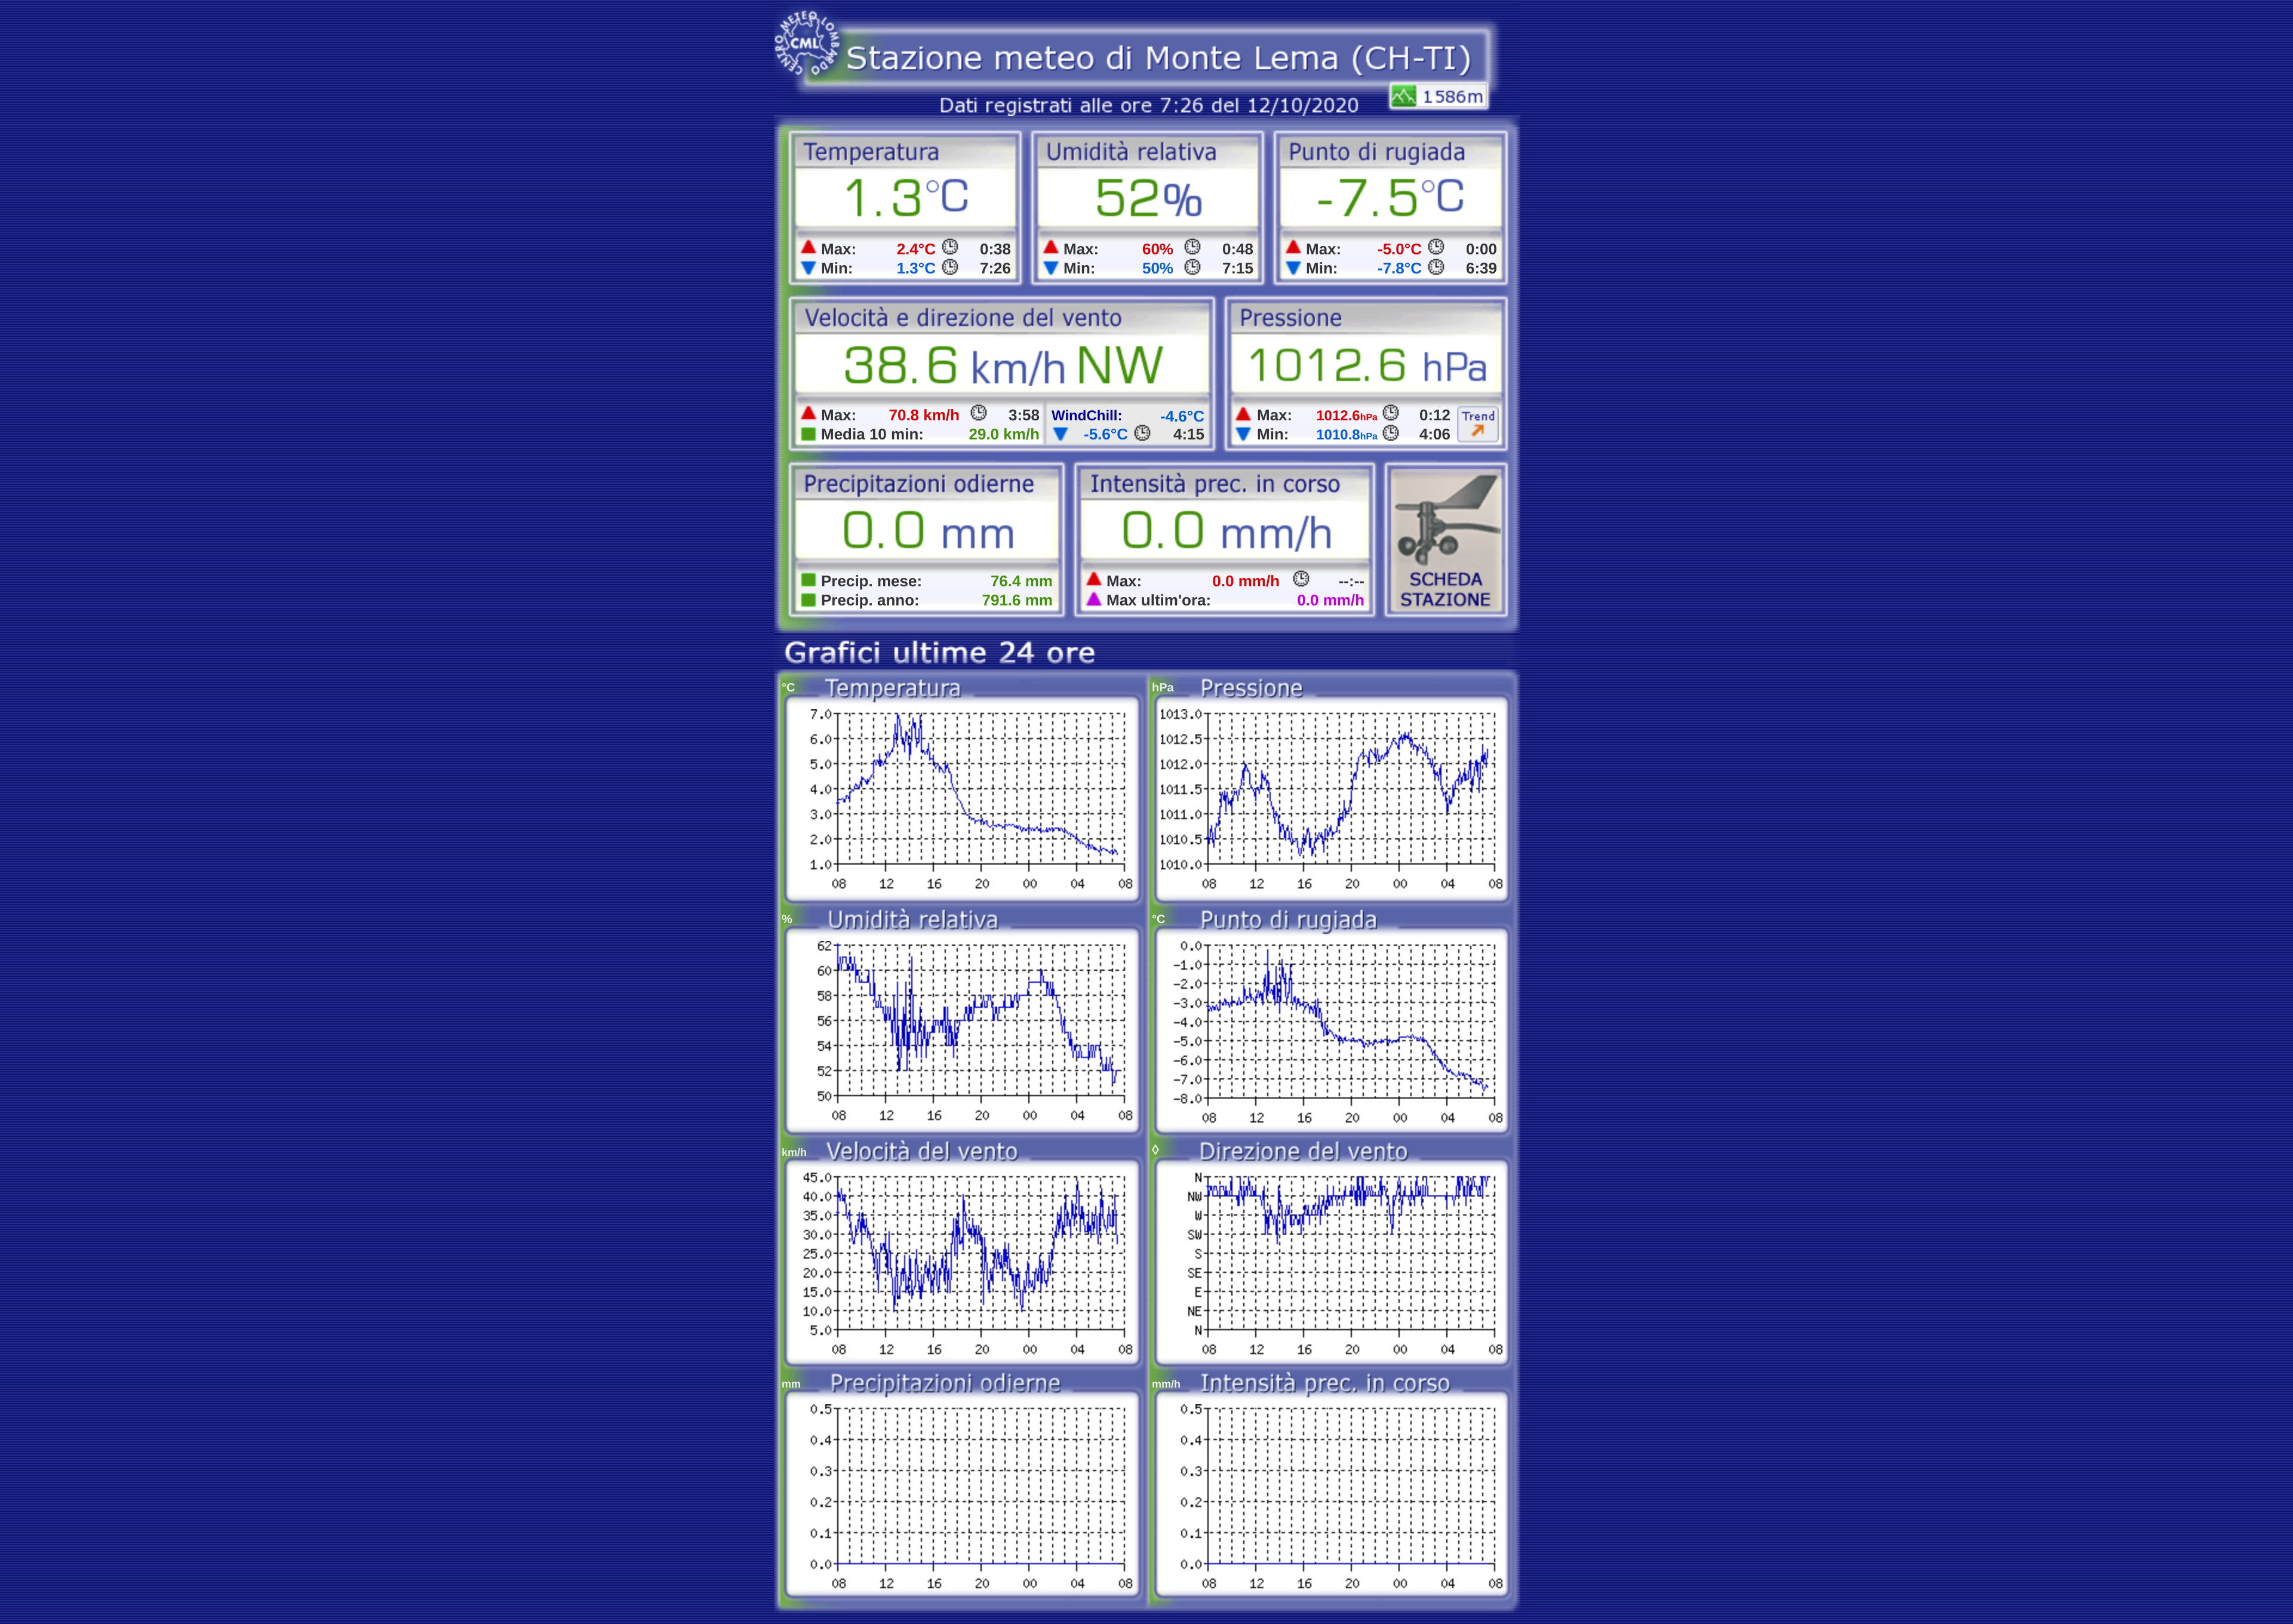 CENTRO METEO LOMBARDO
CML
Stazione meteo di Monte Lema (CH-TI)
Dati registrati alle ore 7:26 del 12/10/2020
1586m
Temperatura
1.3°C
Max: 2.4°C 0:38
Min: 1.3°C 7:26
Umidità relativa
52%
Max: 60% 0:48
Min: 50% 7:15
Punto di rugiada
-7.5°C
Max: -5.0°C 0:00
Min: -7.8°C 6:39
Velocità e direzione del vento
38.6 km/h NW
Max: 70.8 km/h 3:58
Media 10 min: 29.0 km/h
WindChill: -4.6°C
-5.6°C 4:15
Pressione
1012.6 hPa
Max: 1012.6hPa 0:12
Min: 1010.8hPa 4:06
Trend
Precipitazioni odierne
0.0 mm
Precip. mese: 76.4 mm
Precip. anno: 791.6 mm
Intensità prec. in corso
0.0 mm/h
Max: 0.0 mm/h --:--
Max ultim'ora: 0.0 mm/h
SCHEDA
STAZIONE
Grafici ultime 24 ore
°C Temperatura
7.0
6.0
5.0
4.0
3.0
2.0
1.0
08 12 16 20 00 04 08
hPa Pressione
1013.0
1012.5
1012.0
1011.5
1011.0
1010.5
1010.0
08 12 16 20 00 04 08
% Umidità relativa
62
60
58
56
54
52
50
08 12 16 20 00 04 08
°C Punto di rugiada
0.0
-1.0
-2.0
-3.0
-4.0
-5.0
-6.0
-7.0
-8.0
08 12 16 20 00 04 08
km/h Velocità del vento
45.0
40.0
35.0
30.0
25.0
20.0
15.0
10.0
5.0
08 12 16 20 00 04 08
◊ Direzione del vento
N
NW
W
SW
S
SE
E
NE
N
08 12 16 20 00 04 08
mm Precipitazioni odierne
0.5
0.4
0.3
0.2
0.1
0.0
08 12 16 20 00 04 08
mm/h Intensità prec. in corso
0.5
0.4
0.3
0.2
0.1
0.0
08 12 16 20 00 04 08